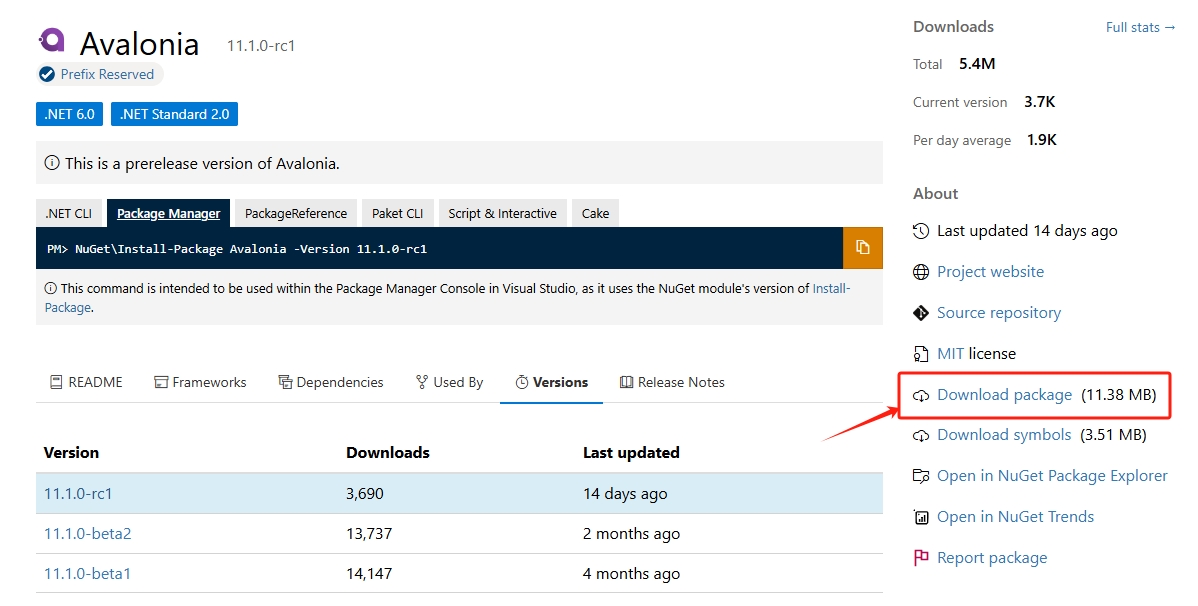 Avalonia 11.1.0-rc1
Prefix Reserved
.NET 6.0 .NET Standard 2.0
This is a prerelease version of Avalonia.
.NET CLI Package Manager PackageReference Paket CLI Script & Interactive Cake
PM> NuGet\Install-Package Avalonia -Version 11.1.0-rc1
This command is intended to be used within the Package Manager Console in Visual Studio, as it uses the NuGet module's version of Install-
Package.
README Frameworks Dependencies Used By Versions Release Notes
Version Downloads Last updated
11.1.0-rc1 3,690 14 days ago
11.1.0-beta2 13,737 2 months ago
11.1.0-beta1 14,147 4 months ago
Downloads Full stats →
Total 5.4M
Current version 3.7K
Per day average 1.9K
About
Last updated 14 days ago
Project website
Source repository
MIT license
Download package (11.38 MB)
Download symbols (3.51 MB)
Open in NuGet Package Explorer
Open in NuGet Trends
Report package